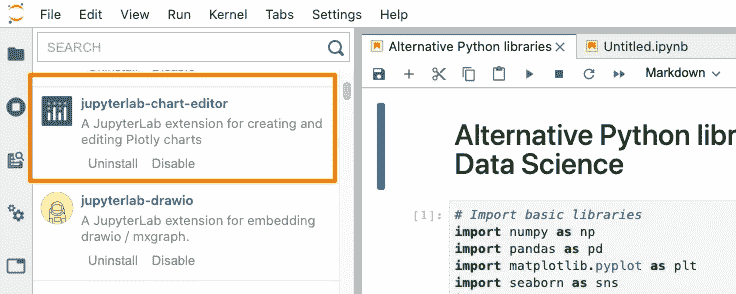 File Edit View Run Kernel Tabs Settings Help
SEARCH
Uninstall Disable
jupyterlab-chart-editor
A JupyterLab extension for creating and
editing Plotly charts
Uninstall Disable
jupyterlab-drawio
A JupyterLab extension for embedding
drawio / mxgraph.
Uninstall Disable
Alternative Python libraries
Untitled.ipynb
Markdown
Alternative Python libr
Data Science
[1]:
# Import basic libraries
import numpy as np
import pandas as pd
import matplotlib.pyplot as plt
import seaborn as sns